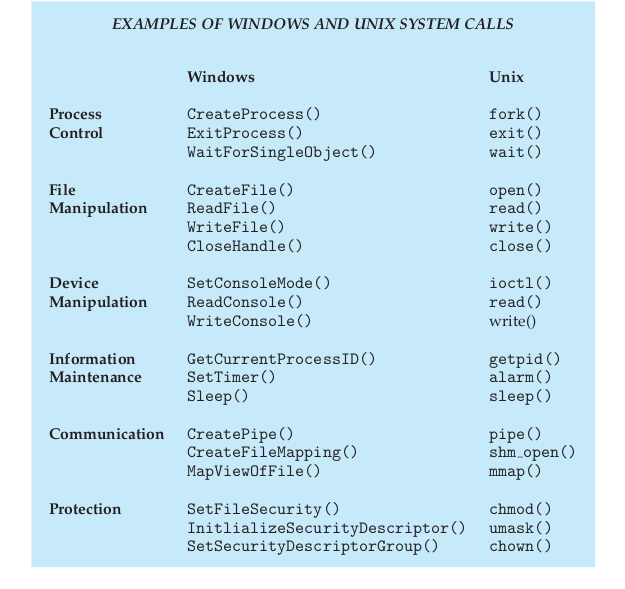 EXAMPLES OF WINDOWS AND UNIX SYSTEM CALLS
Windows Unix
Process CreateProcess() fork()
Control ExitProcess() exit()
WaitForSingleObject() wait()
File CreateFile() open()
Manipulation ReadFile() read()
WriteFile() write()
CloseHandle() close()
Device SetConsoleMode() ioctl()
Manipulation ReadConsole() read()
WriteConsole() write()
Information GetCurrentProcessID() getpid()
Maintenance SetTimer() alarm()
Sleep() sleep()
Communication CreatePipe() pipe()
CreateFileMapping() shm_open()
MapViewOfFile() mmap()
Protection SetFileSecurity() chmod()
InitlializeSecurityDescriptor() umask()
SetSecurityDescriptorGroup() chown()